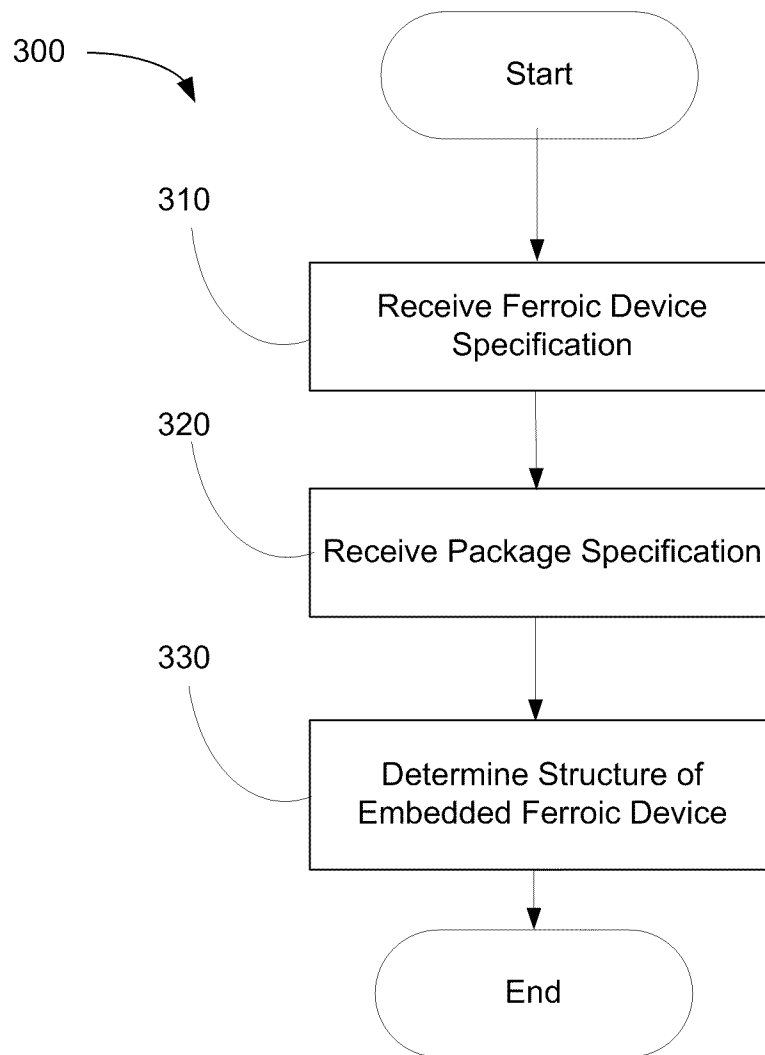 300
Start
310
Receive Ferroic Device
Specification
320
Receive Package Specification
330
Determine Structure of
Embedded Ferroic Device
End